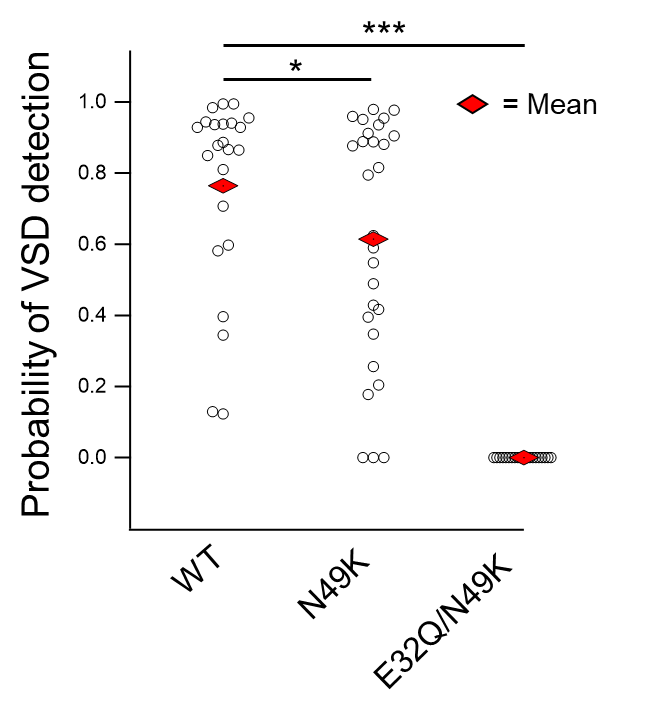 ***
*
= Mean
Probability of VSD detection
1.0
0.8
0.6
0.4
0.2
0.0
WT
N49K
E32Q/N49K